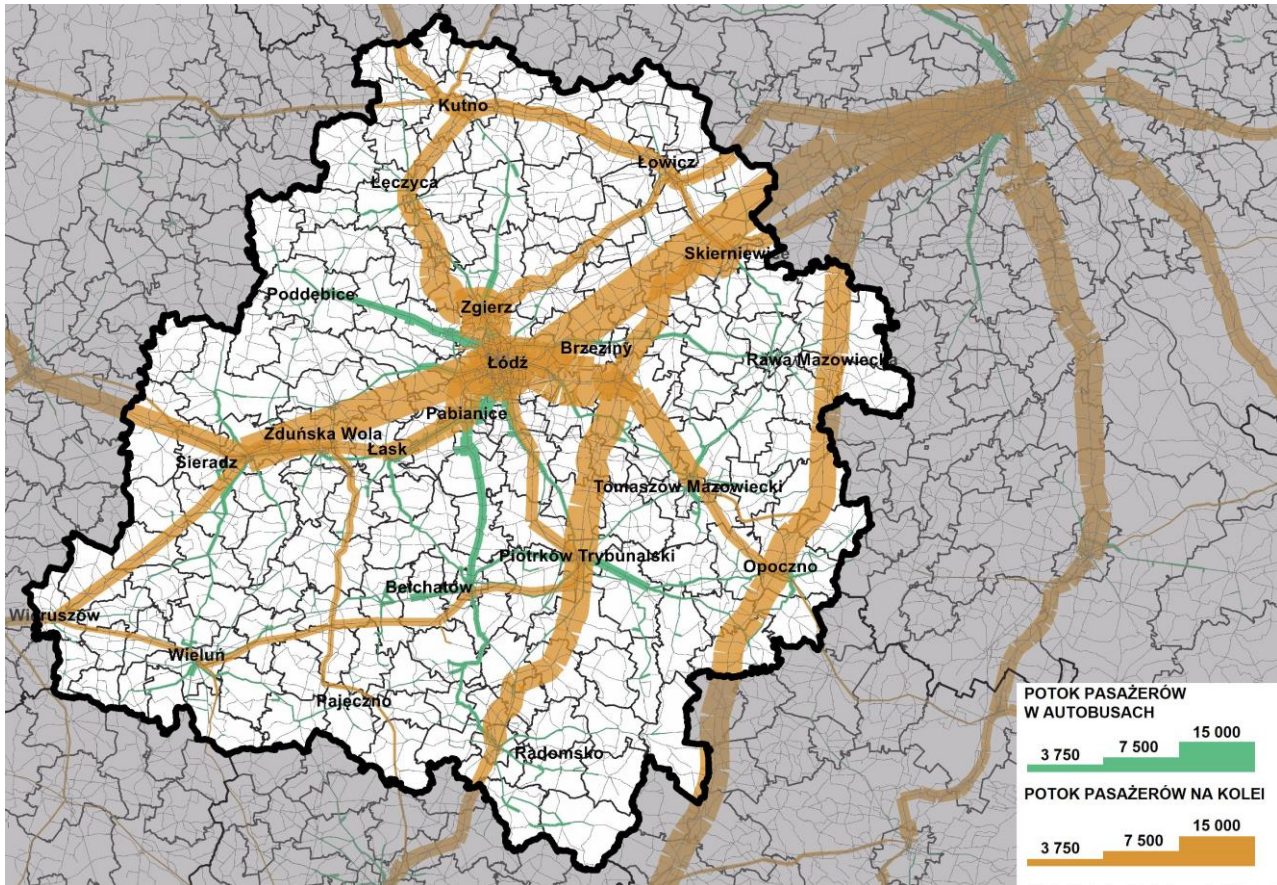 Kutno
Łowicz
Łęczyca
Skierniewice
Poddębice
Zgierz
Brzeziny
Łódź
Rawa Mazowiecka
Pabianice
Zduńska Wola
Łask
Sieradz
Tomaszów Mazowiecki
Piotrków Trybunalski
Opoczno
Bełchatów
Wieruszów
Wieluń
Pajęczno
Radomsko
POTOK PASAŻERÓW
W AUTOBUSACH
3 750 7 500 15 000
POTOK PASAŻERÓW NA KOLEI
3 750 7 500 15 000